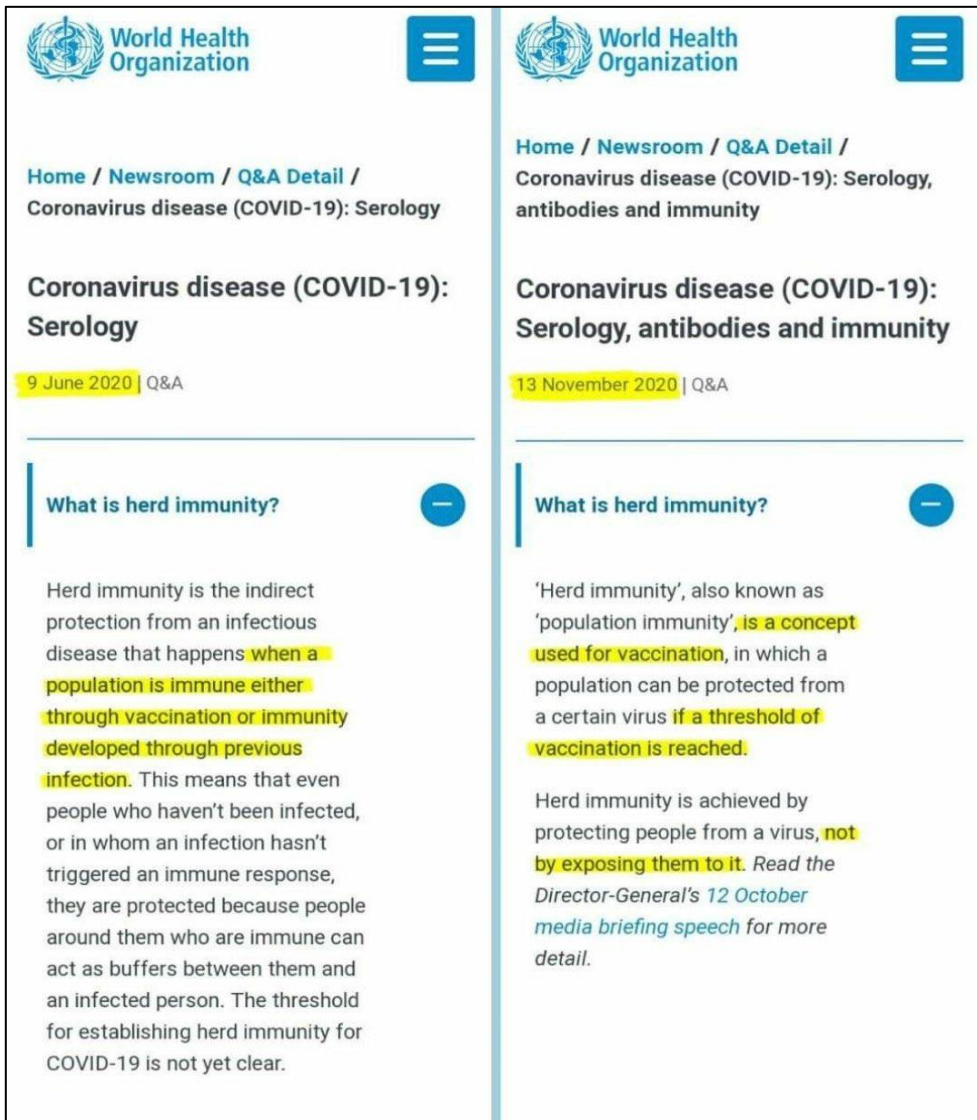 World Health
Organization
Home / Newsroom / Q&A Detail /
Coronavirus disease (COVID-19): Serology
Coronavirus disease (COVID-19):
Serology
9 June 2020 | Q&A
What is herd immunity?
Herd immunity is the indirect
protection from an infectious
disease that happens when a
population is immune either
through vaccination or immunity
developed through previous
infection. This means that even
people who haven’t been infected,
or in whom an infection hasn’t
triggered an immune response,
they are protected because people
around them who are immune can
act as buffers between them and
an infected person. The threshold
for establishing herd immunity for
COVID-19 is not yet clear.
World Health
Organization
Home / Newsroom / Q&A Detail /
Coronavirus disease (COVID-19): Serology,
antibodies and immunity
Coronavirus disease (COVID-19):
Serology, antibodies and immunity
13 November 2020 | Q&A
What is herd immunity?
‘Herd immunity’, also known as
‘population immunity’, is a concept
used for vaccination, in which a
population can be protected from
a certain virus if a threshold of
vaccination is reached.
Herd immunity is achieved by
protecting people from a virus, not
by exposing them to it. Read the
Director-General’s 12 October
media briefing speech for more
detail.